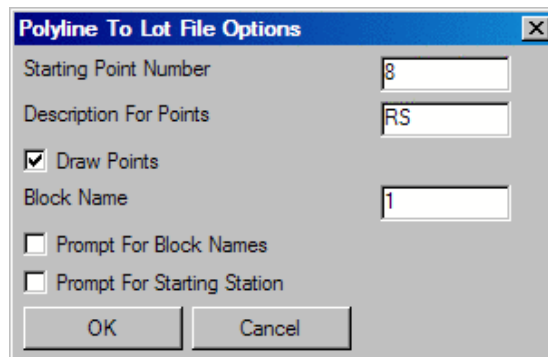 Polyline To Lot File Options
Starting Point Number 8
Description For Points RS
Draw Points
Block Name 1
Prompt For Block Names
Prompt For Starting Station
OK Cancel